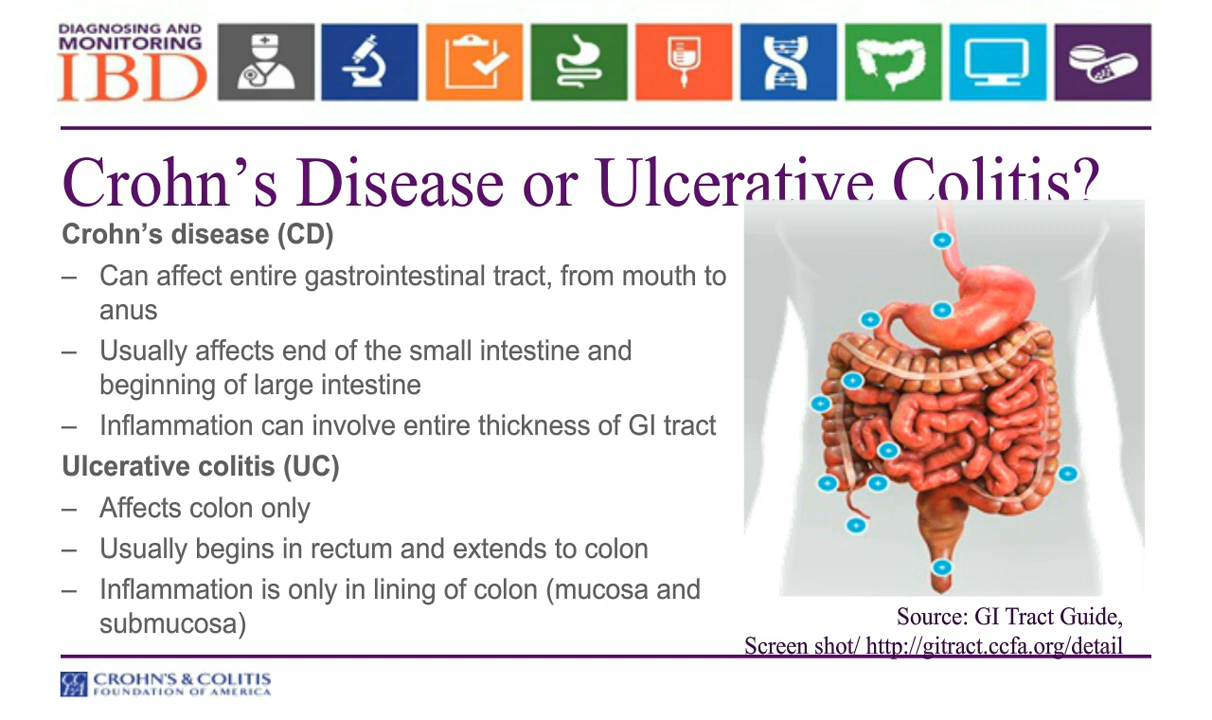 DIAGNOSING AND
MONITORING
IBD
Crohn’s Disease or Ulcerative Colitis?
Crohn’s disease (CD)
– Can affect entire gastrointestinal tract, from mouth to
anus
– Usually affects end of the small intestine and
beginning of large intestine
– Inflammation can involve entire thickness of GI tract
Ulcerative colitis (UC)
– Affects colon only
– Usually begins in rectum and extends to colon
– Inflammation is only in lining of colon (mucosa and
submucosa)
Source: GI Tract Guide,
Screen shot/ http://gitract.ccfa.org/detail
CCFA
CROHN'S & COLITIS
FOUNDATION OF AMERICA